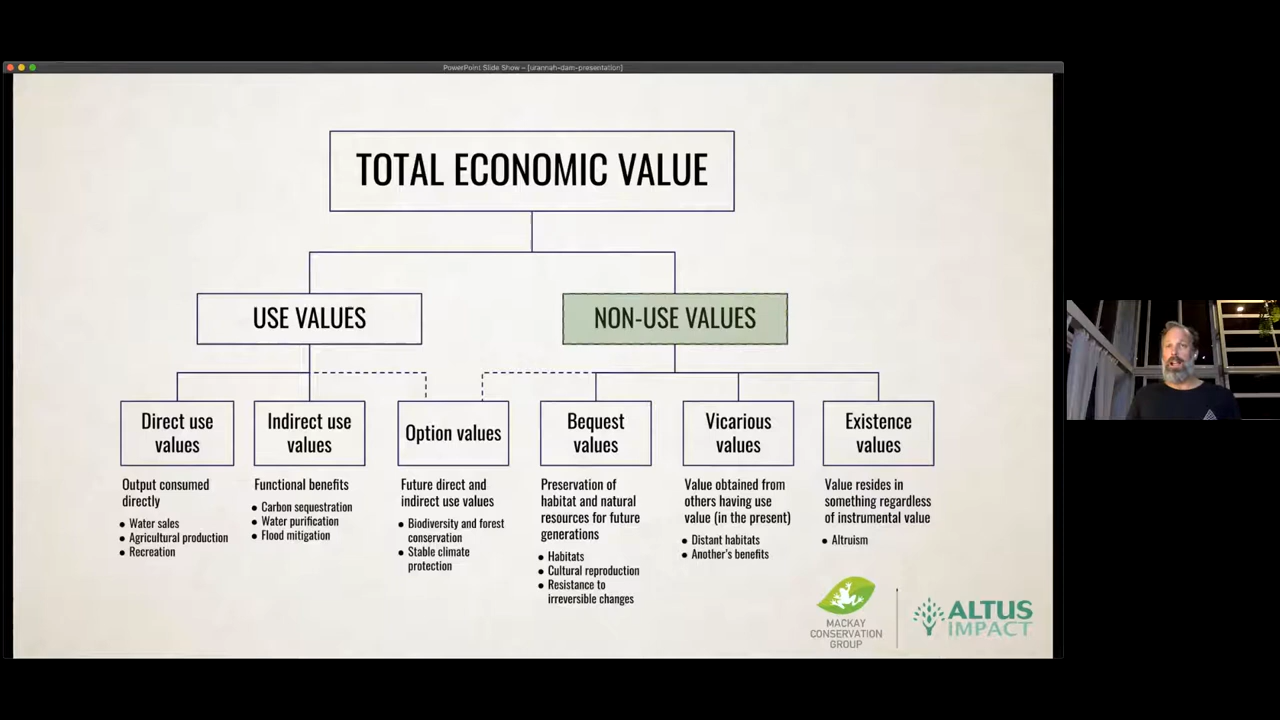 PowerPoint Slide Show - [urannah-dam-presentation]
TOTAL ECONOMIC VALUE
USE VALUES
NON-USE VALUES
Direct use
values
Indirect use
values
Option values
Bequest
values
Vicarious
values
Existence
values
Output consumed
directly
● Water sales
● Agricultural production
● Recreation
Functional benefits
● Carbon sequestration
● Water purification
● Flood mitigation
Future direct and
indirect use values
● Biodiversity and forest
conservation
● Stable climate
protection
Preservation of
habitat and natural
resources for future
generations
● Habitats
● Cultural reproduction
● Resistance to
irreversible changes
Value obtained from
others having use
value (in the present)
● Distant habitats
● Another's benefits
Value resides in
something regardless
of instrumental value
● Altruism
MACKAY
CONSERVATION
GROUP
ALTUS
IMPACT